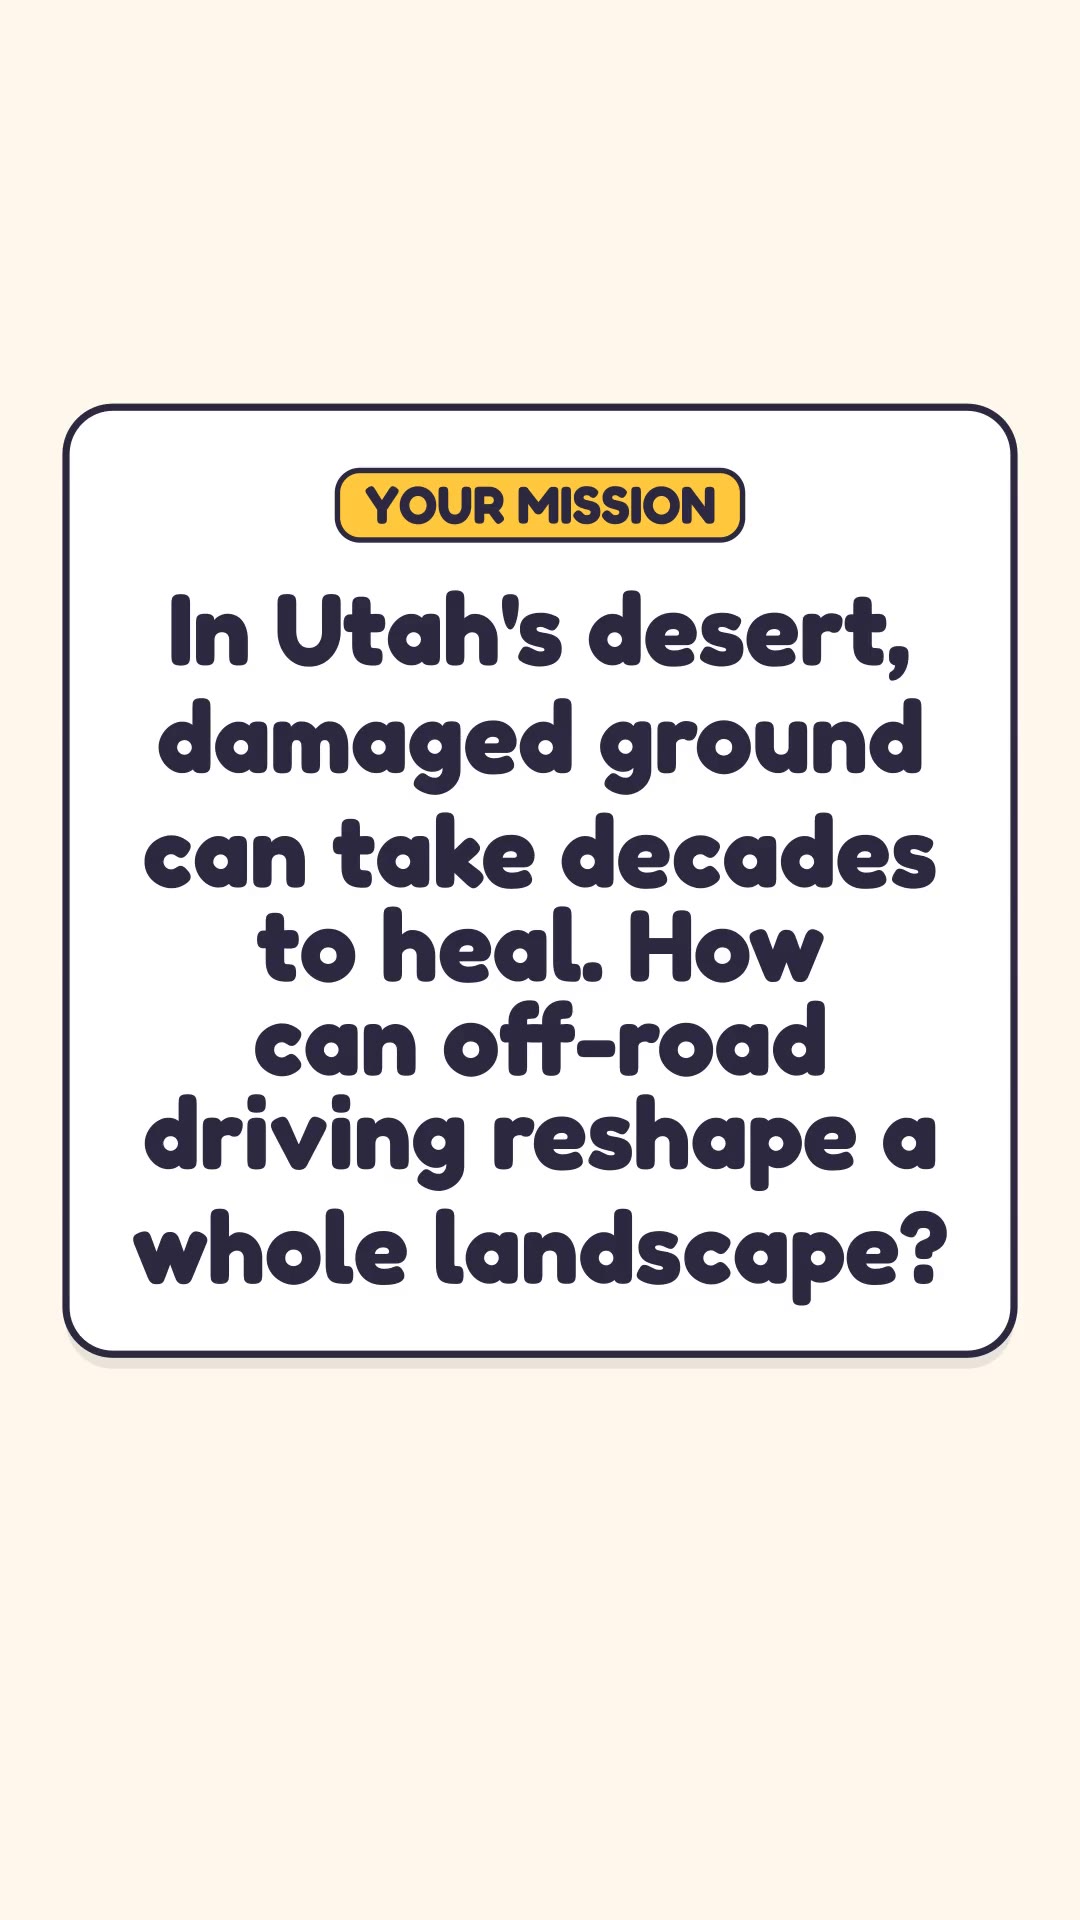 YOUR MISSION
In Utah's desert,
damaged ground
can take decades
to heal. How
can off-road
driving reshape a
whole landscape?